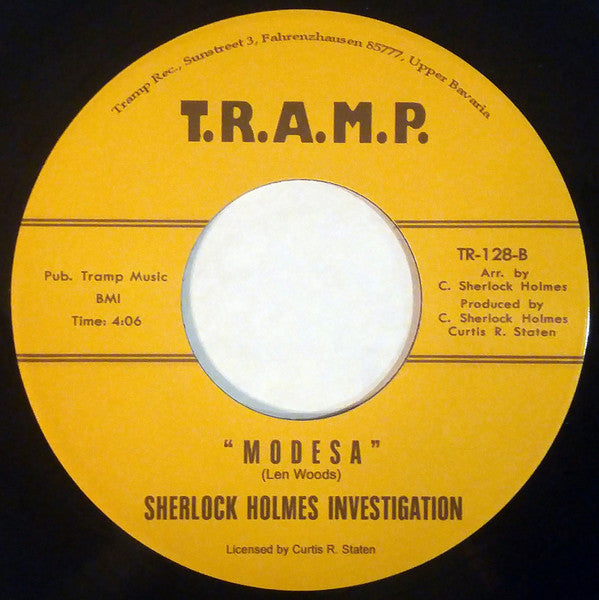 Tramp Rec., Sunstreet 3, Fahrenzhausen 85777, Upper Bavaria
T.R.A.M.P.
Pub. Tramp Music
BMI
Time: 4:06
TR-128-B
Arr. by
C. Sherlock Holmes
Produced by
C. Sherlock Holmes
Curtis R. Staten
"MODESA"
(Len Woods)
SHERLOCK HOLMES INVESTIGATION
Licensed by Curtis R. Staten